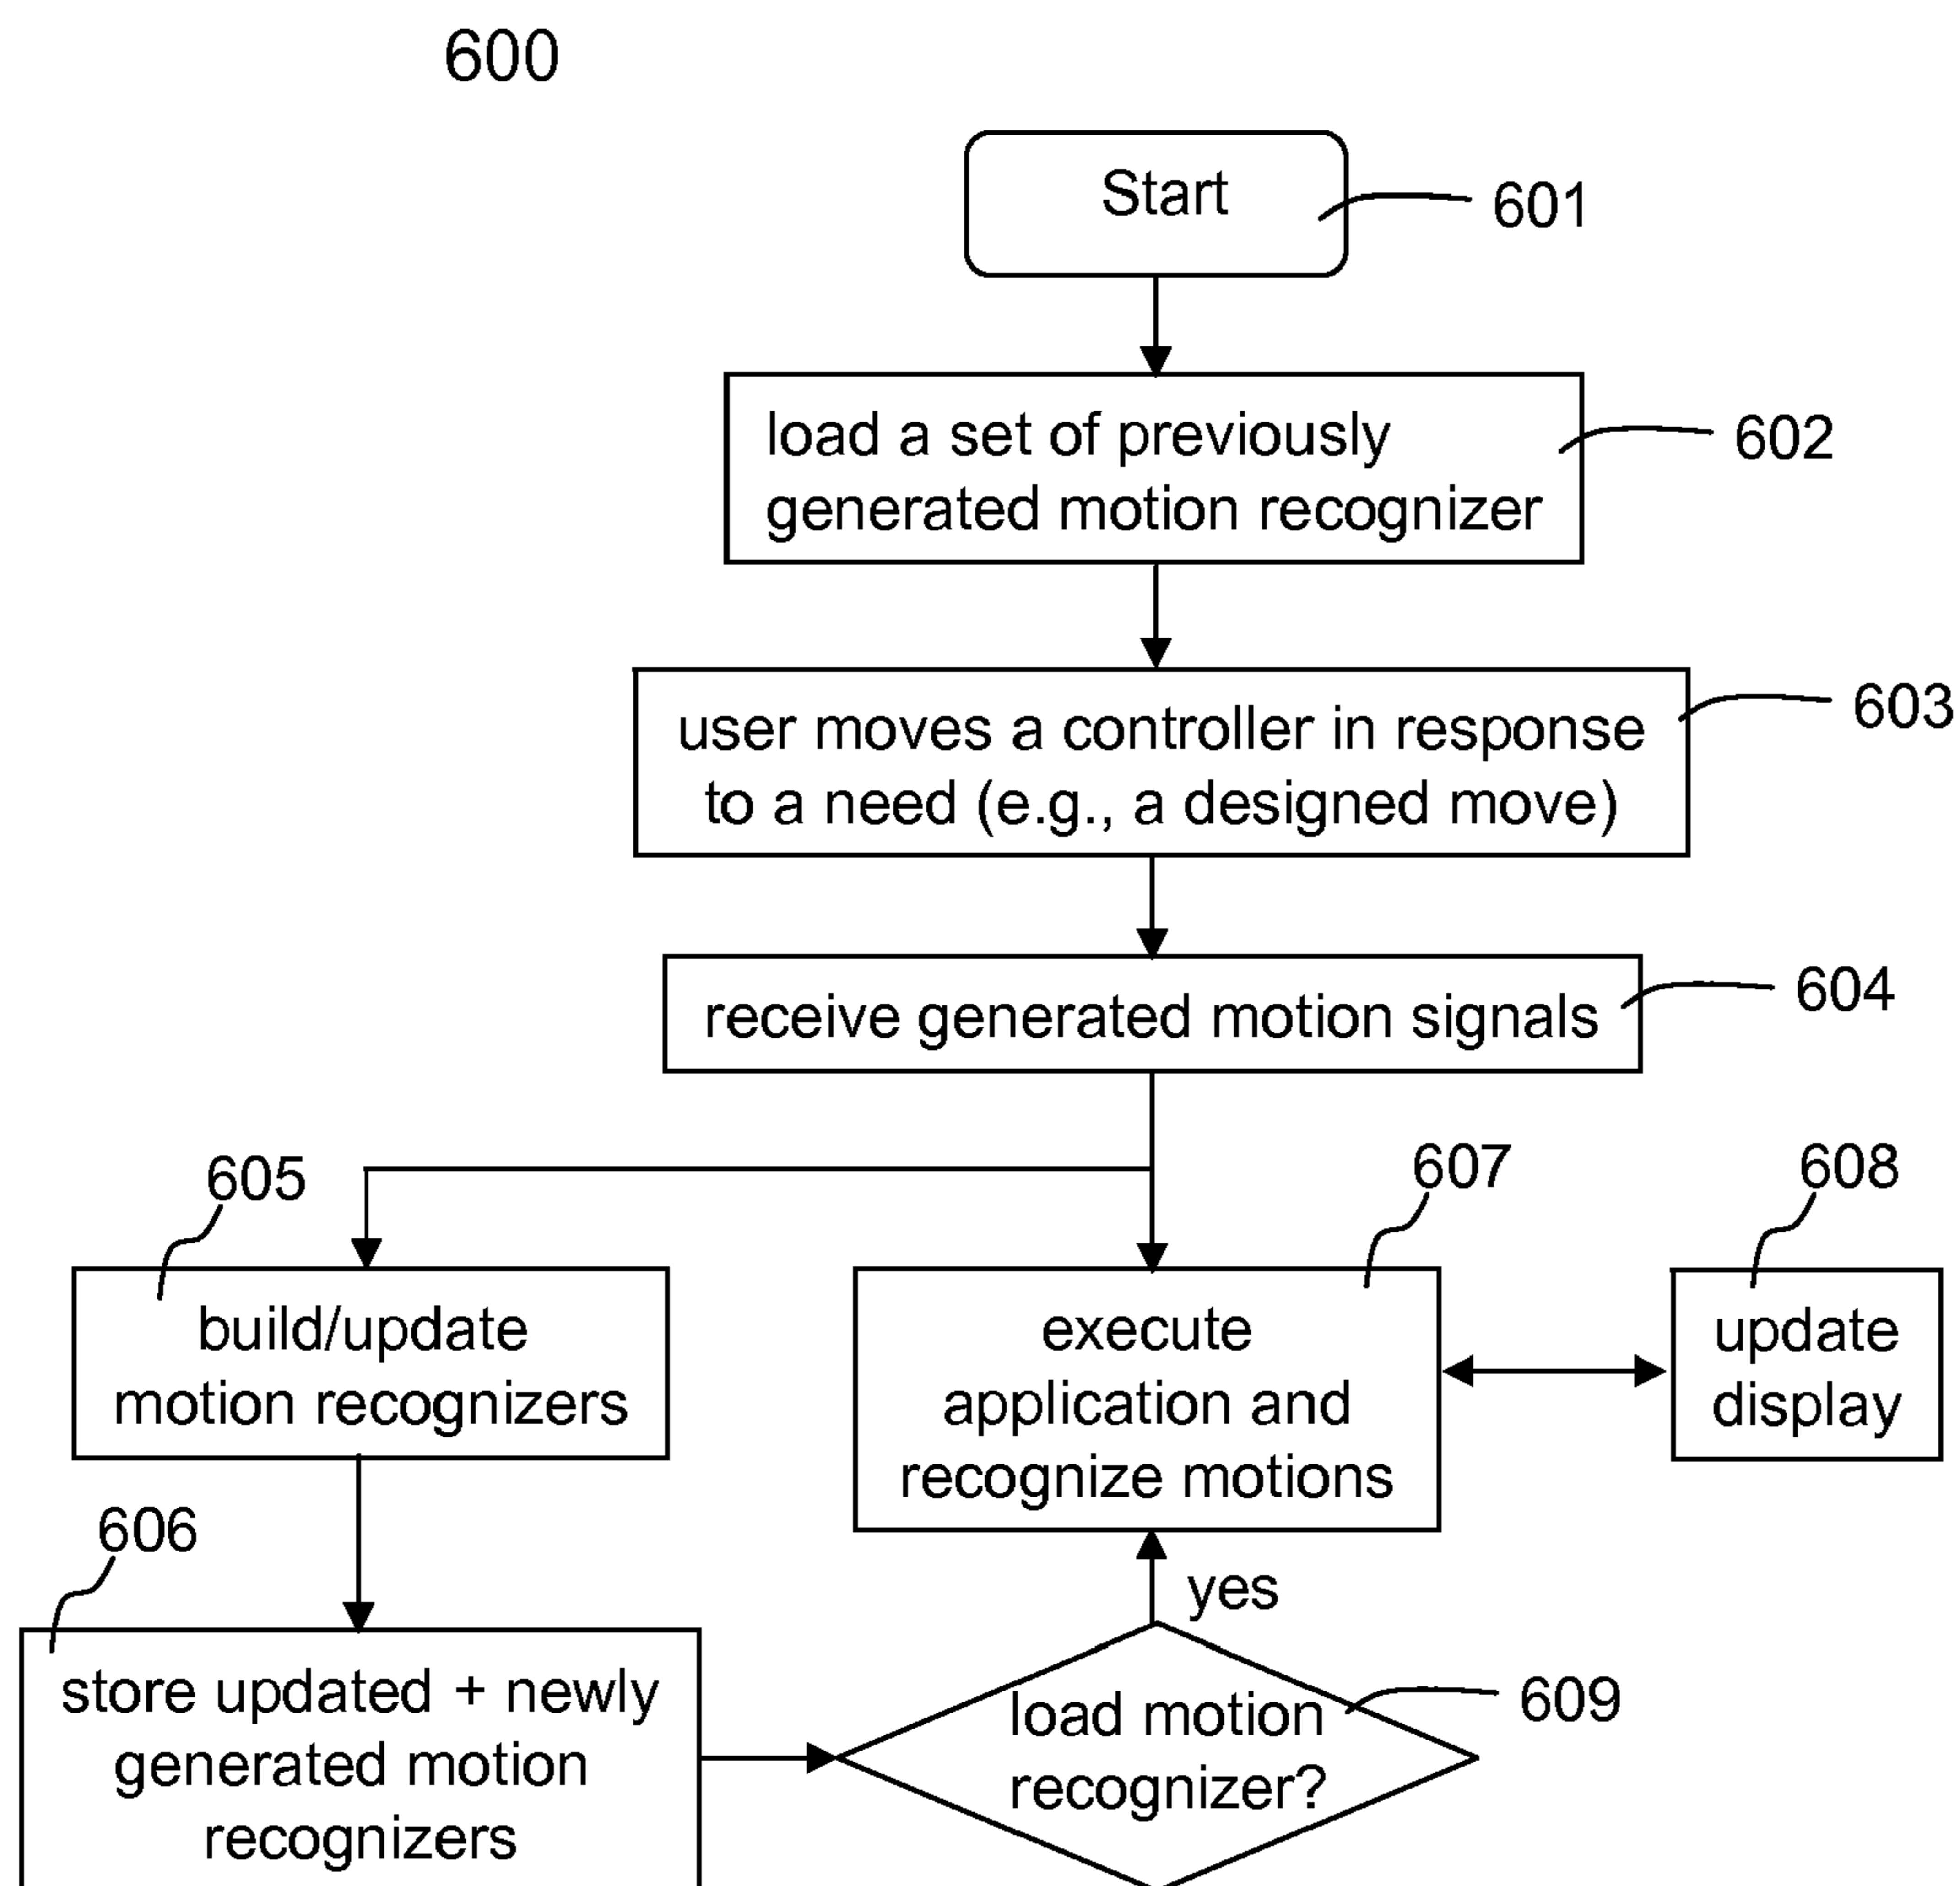 600
Start
601
load a set of previously
generated motion recognizer
602
user moves a controller in response
to a need (e.g., a designed move)
603
receive generated motion signals
604
605
607
608
build/update
motion recognizers
execute
application and
recognize motions
update
display
606
yes
store updated + newly
generated motion
recognizers
load motion
recognizer?
609